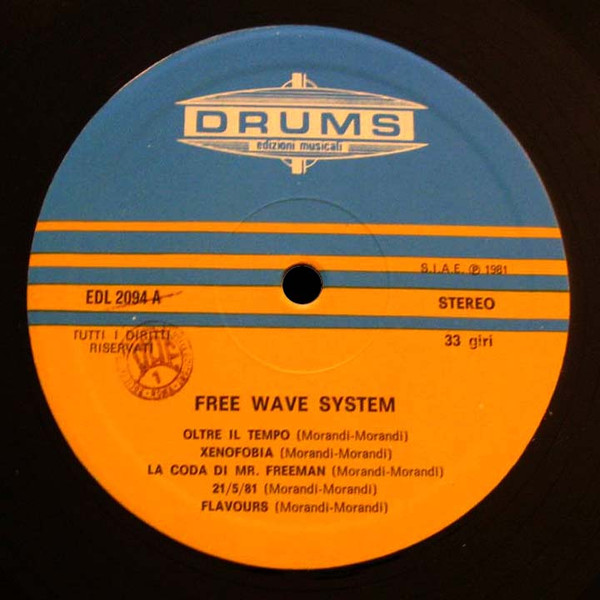 DRUMS
edizioni musicali
S.I.A.E. Ⓟ 1981
EDL 2094 A
STEREO
TUTTI I DIRITTI
RISERVATI
33 giri
1
FREE WAVE SYSTEM
OLTRE IL TEMPO (Morandi-Morandi)
XENOFOBIA (Morandi-Morandi)
LA CODA DI MR. FREEMAN (Morandi-Morandi)
21/5/81 (Morandi-Morandi)
FLAVOURS (Morandi-Morandi)